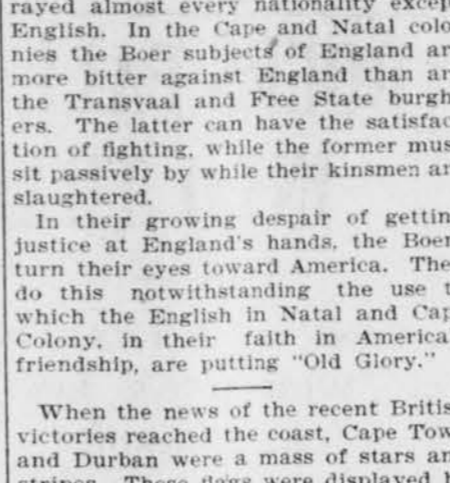 rayed almost every nationality excep
English. In the Cape and Natal colo
nies the Boer subjects of England ar
more bitter against England than ar
the Transvaal and Free State burgh
ers. The latter can have the satisfac
tion of fighting, while the former mus
sit passively by while their kinsmen ar
slaughtered.
In their growing despair of gettin
justice at England's hands, the Boer
turn their eyes toward America. The
do this notwithstanding the use t
which the English in Natal and Cap
Colony, in their faith in America
friendship, are putting "Old Glory."
When the news of the recent Britis
victories reached the coast, Cape Tow
and Durban were a mass of stars an
stripes. These flags were displayed